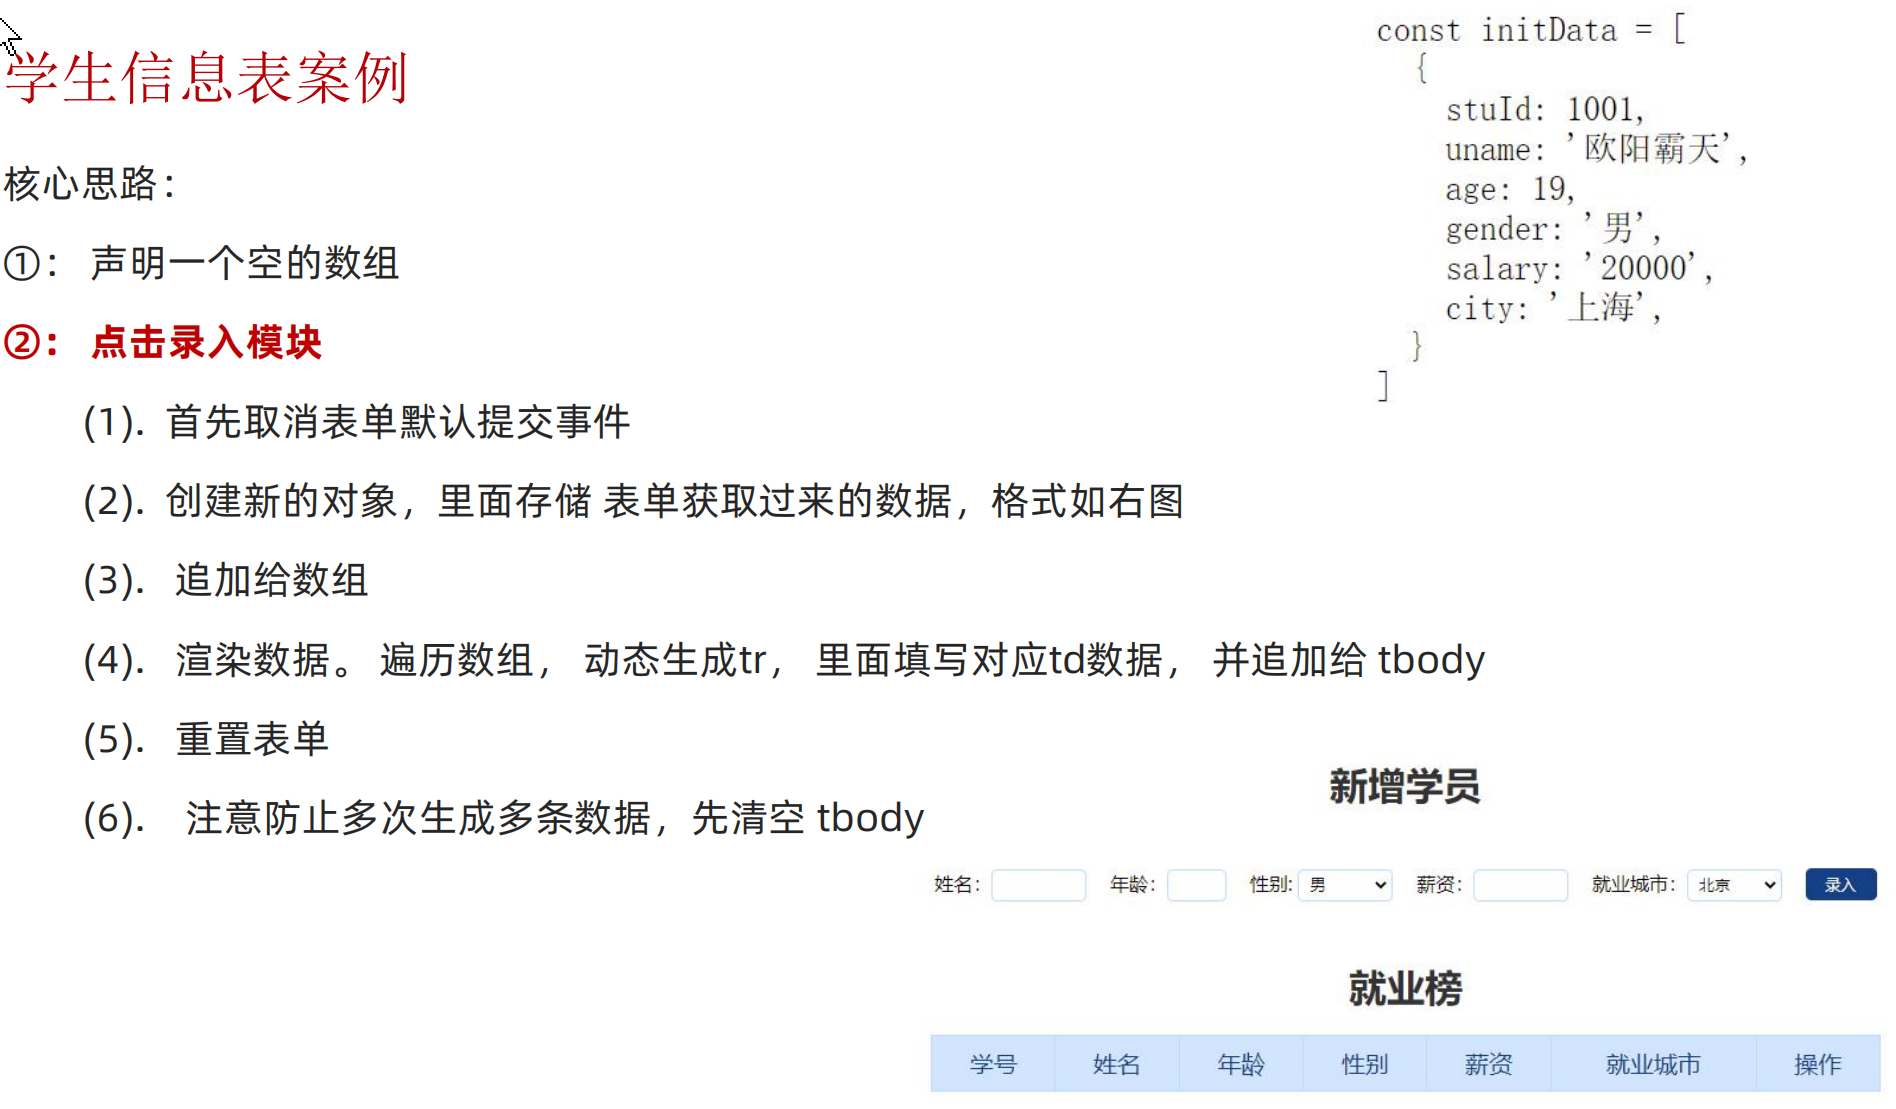 学生信息表案例
核心思路：
①： 声明一个空的数组
②： 点击录入模块
(1). 首先取消表单默认提交事件
(2). 创建新的对象，里面存储 表单获取过来的数据，格式如右图
(3). 追加给数组
(4). 渲染数据。 遍历数组， 动态生成tr， 里面填写对应td数据， 并追加给 tbody
(5). 重置表单
(6). 注意防止多次生成多条数据，先清空 tbody
const initData = [
{
stuId: 1001,
uname: '欧阳霸天',
age: 19,
gender: '男',
salary: '20000',
city: '上海',
}
]
新增学员
姓名： 年龄： 性别: 男 薪资： 就业城市： 北京 录入
就业榜
学号 姓名 年龄 性别 薪资 就业城市 操作